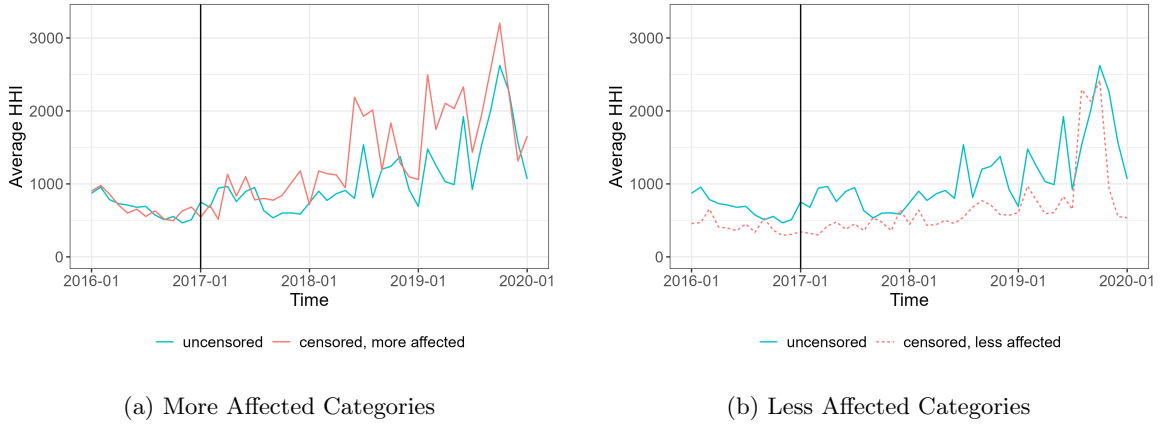 3000
2000
1000
0
Average HHI
2016-01 2017-01 2018-01 2019-01 2020-01
Time
uncensored censored, more affected
(a) More Affected Categories
3000
2000
1000
0
Average HHI
2016-01 2017-01 2018-01 2019-01 2020-01
Time
uncensored censored, less affected
(b) Less Affected Categories